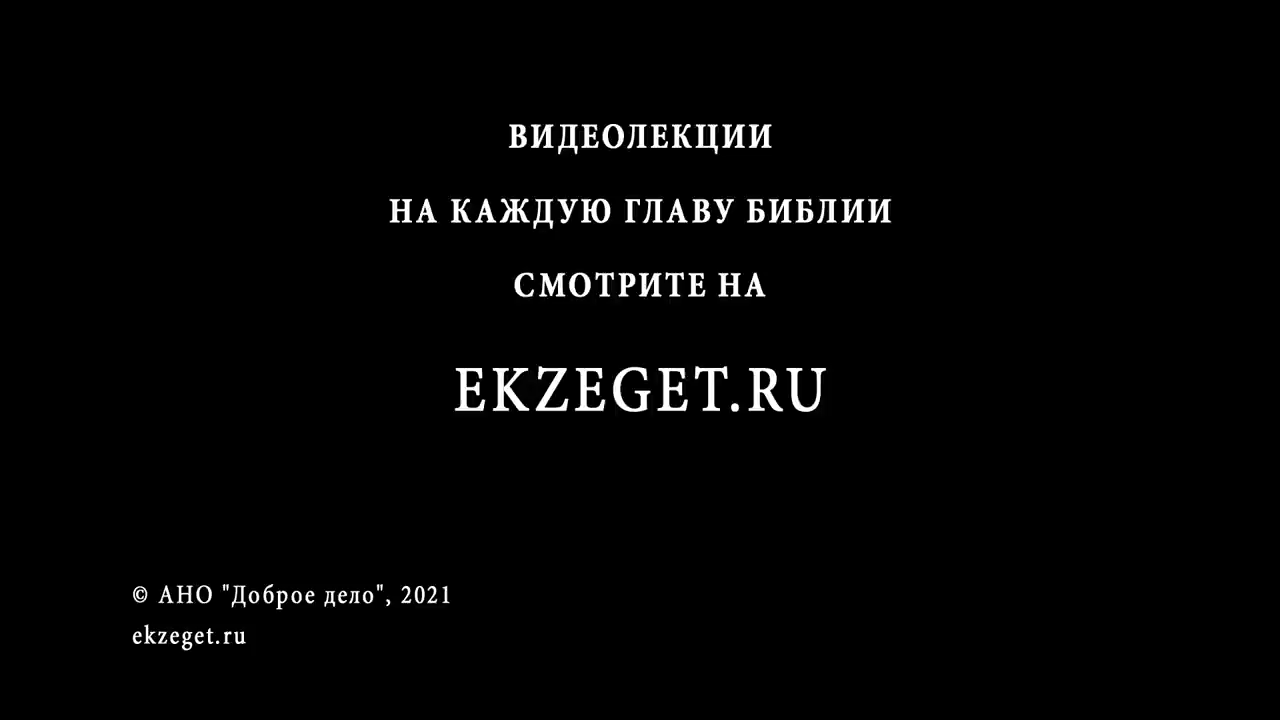 ВИДЕОЛЕКЦИИ
НА КАЖДУЮ ГЛАВУ БИБЛИИ
СМОТРИТЕ НА
EKZEGET.RU
© АНО "Доброе дело", 2021
ekzeget.ru